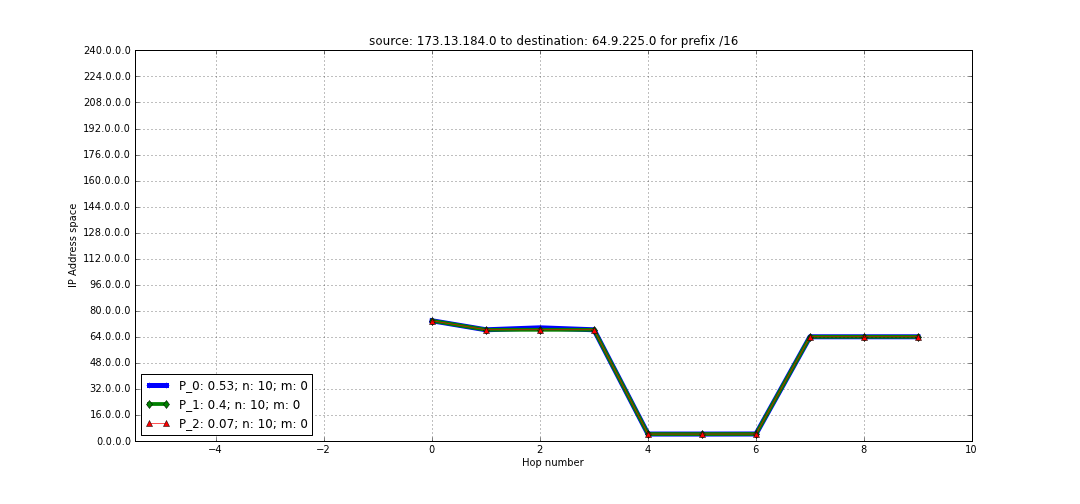 source: 173.13.184.0 to destination: 64.9.225.0 for prefix /16
IP Address space
240.0.0.0
224.0.0.0
208.0.0.0
192.0.0.0
176.0.0.0
160.0.0.0
144.0.0.0
128.0.0.0
112.0.0.0
96.0.0.0
80.0.0.0
64.0.0.0
48.0.0.0
32.0.0.0
16.0.0.0
0.0.0.0
P_0: 0.53; n: 10; m: 0
P_1: 0.4; n: 10; m: 0
P_2: 0.07; n: 10; m: 0
−4 −2 0 2 4 6 8 10
Hop number